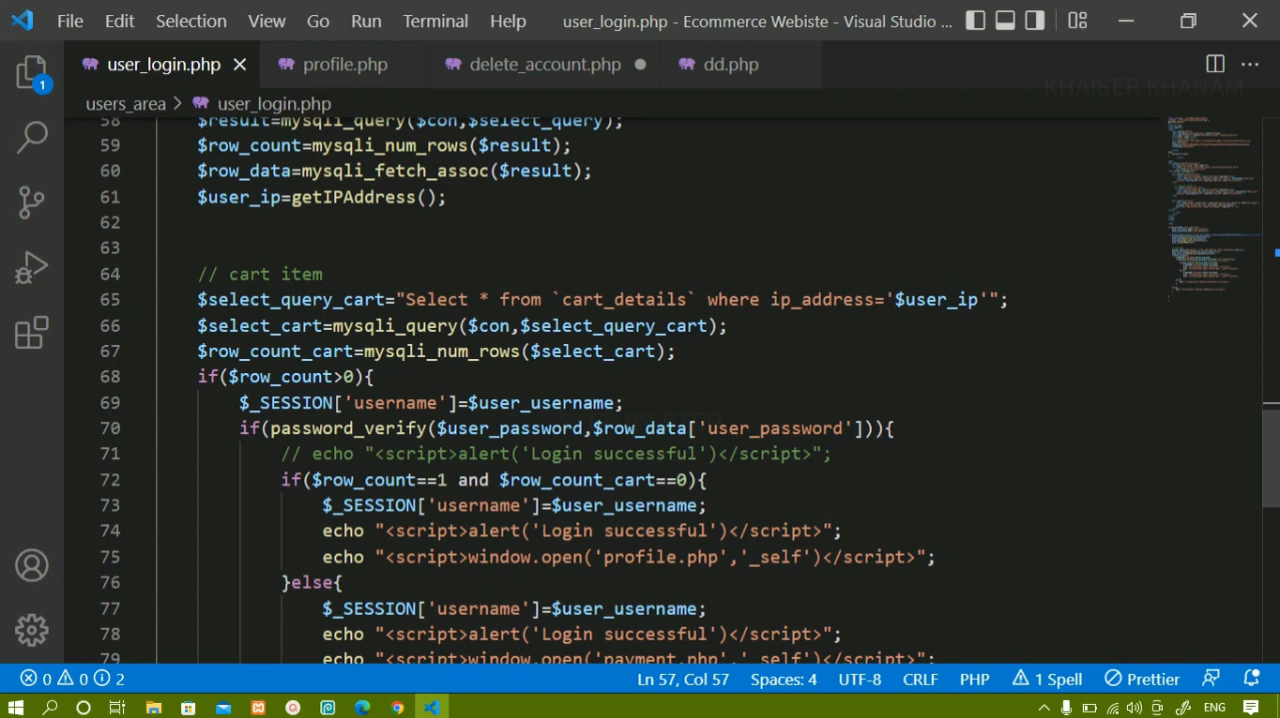 File Edit Selection View Go Run Terminal Help user_login.php - Ecommerce Webiste - Visual Studio ...
user_login.php profile.php delete_account.php dd.php
KHAISER KHANAM
1
users_area > user_login.php
58 $result=mysqli_query($con,$select_query);
59 $row_count=mysqli_num_rows($result);
60 $row_data=mysqli_fetch_assoc($result);
61 $user_ip=getIPAddress();
62
63
64 // cart item
65 $select_query_cart="Select * from `cart_details` where ip_address='$user_ip'";
66 $select_cart=mysqli_query($con,$select_query_cart);
67 $row_count_cart=mysqli_num_rows($select_cart);
68 if($row_count>0){
69 $_SESSION['username']=$user_username;
70 if(password_verify($user_password,$row_data['user_password'])){
71 // echo "<script>alert('Login successful')</script>";
72 if($row_count==1 and $row_count_cart==0){
73 $_SESSION['username']=$user_username;
74 echo "<script>alert('Login successful')</script>";
75 echo "<script>window.open('profile.php','_self')</script>";
76 }else{
77 $_SESSION['username']=$user_username;
78 echo "<script>alert('Login successful')</script>";
79 echo "<script>window.open('payment.php','_self')</script>";
0 0 2 Ln 57, Col 57 Spaces: 4 UTF-8 CRLF PHP 1 Spell Prettier
ENG